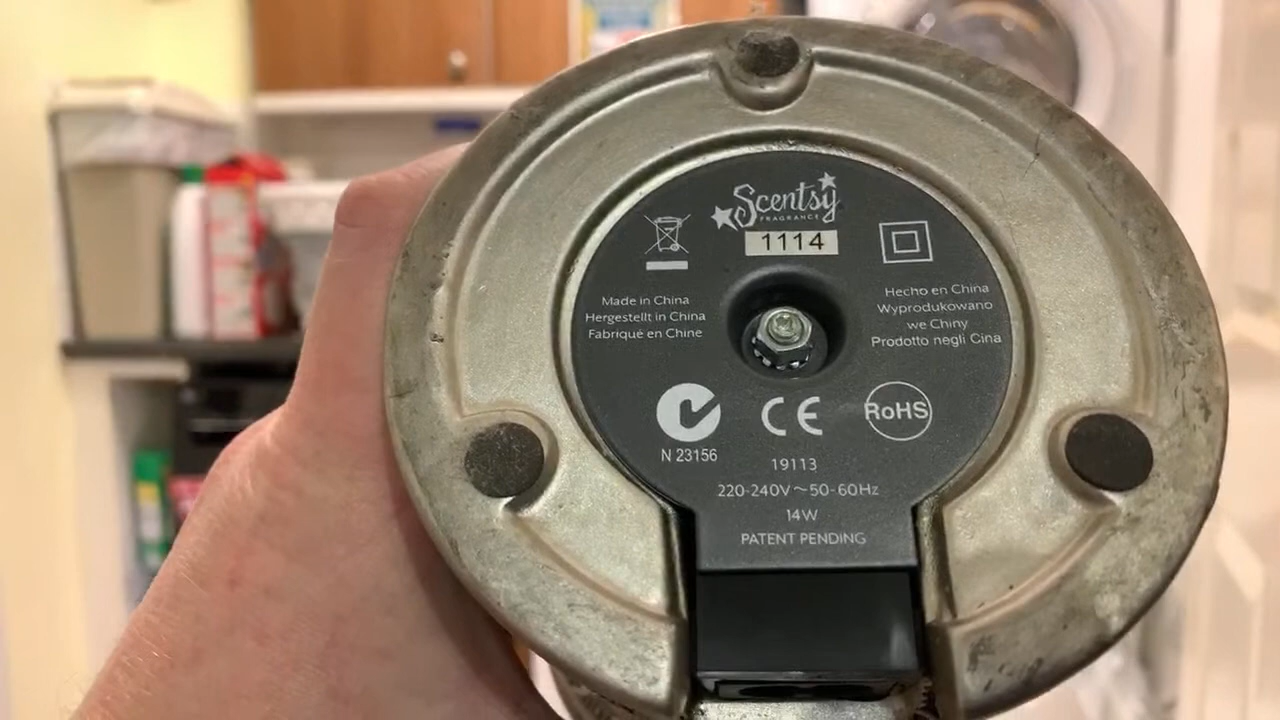 Scentsy
FRAGRANCE
1114
Made in China
Hergestellt in China
Fabriqué en Chine
Hecho en China
Wyprodukowano
we Chiny
Prodotto negli Cina
N 23156
CE
RoHS
19113
220-240V~50-60Hz
14W
PATENT PENDING